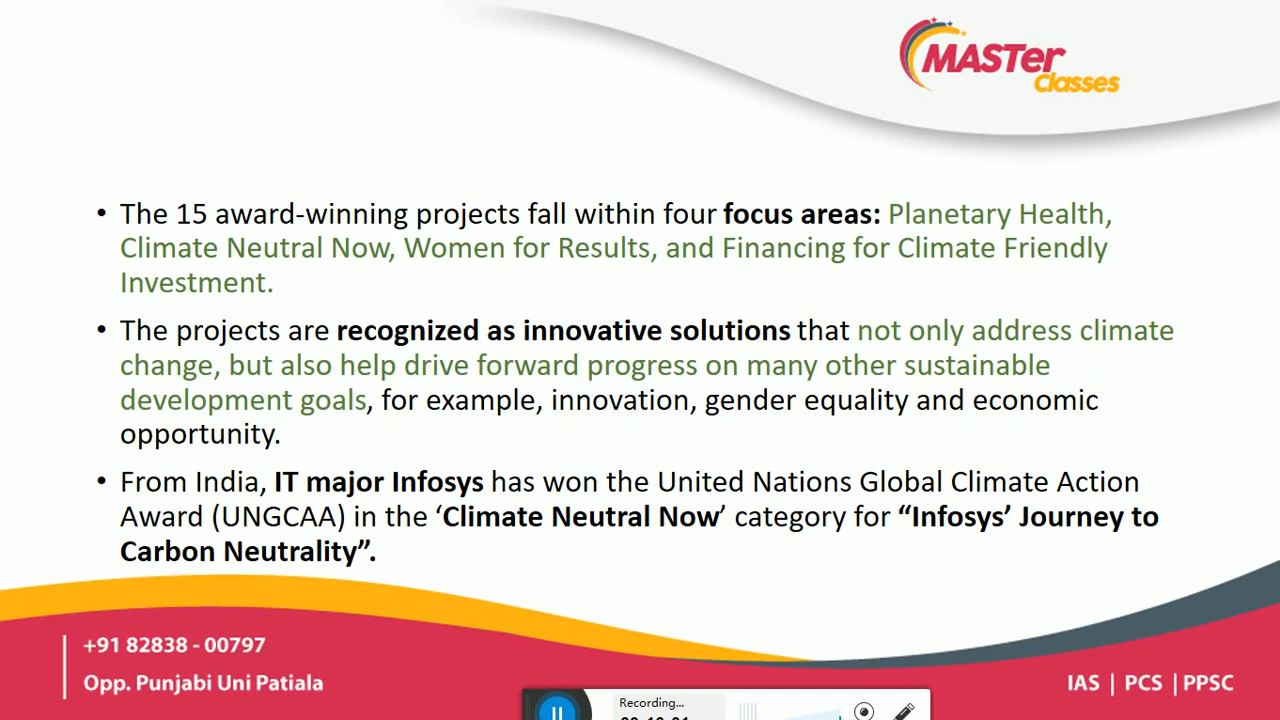 MASTer
Classes
• The 15 award-winning projects fall within four focus areas: Planetary Health,
Climate Neutral Now, Women for Results, and Financing for Climate Friendly
Investment.
• The projects are recognized as innovative solutions that not only address climate
change, but also help drive forward progress on many other sustainable
development goals, for example, innovation, gender equality and economic
opportunity.
• From India, IT major Infosys has won the United Nations Global Climate Action
Award (UNGCAA) in the ‘Climate Neutral Now’ category for “Infosys’ Journey to
Carbon Neutrality”.
+91 82838 - 00797
Opp. Punjabi Uni Patiala
IAS | PCS | PPSC
Recording...